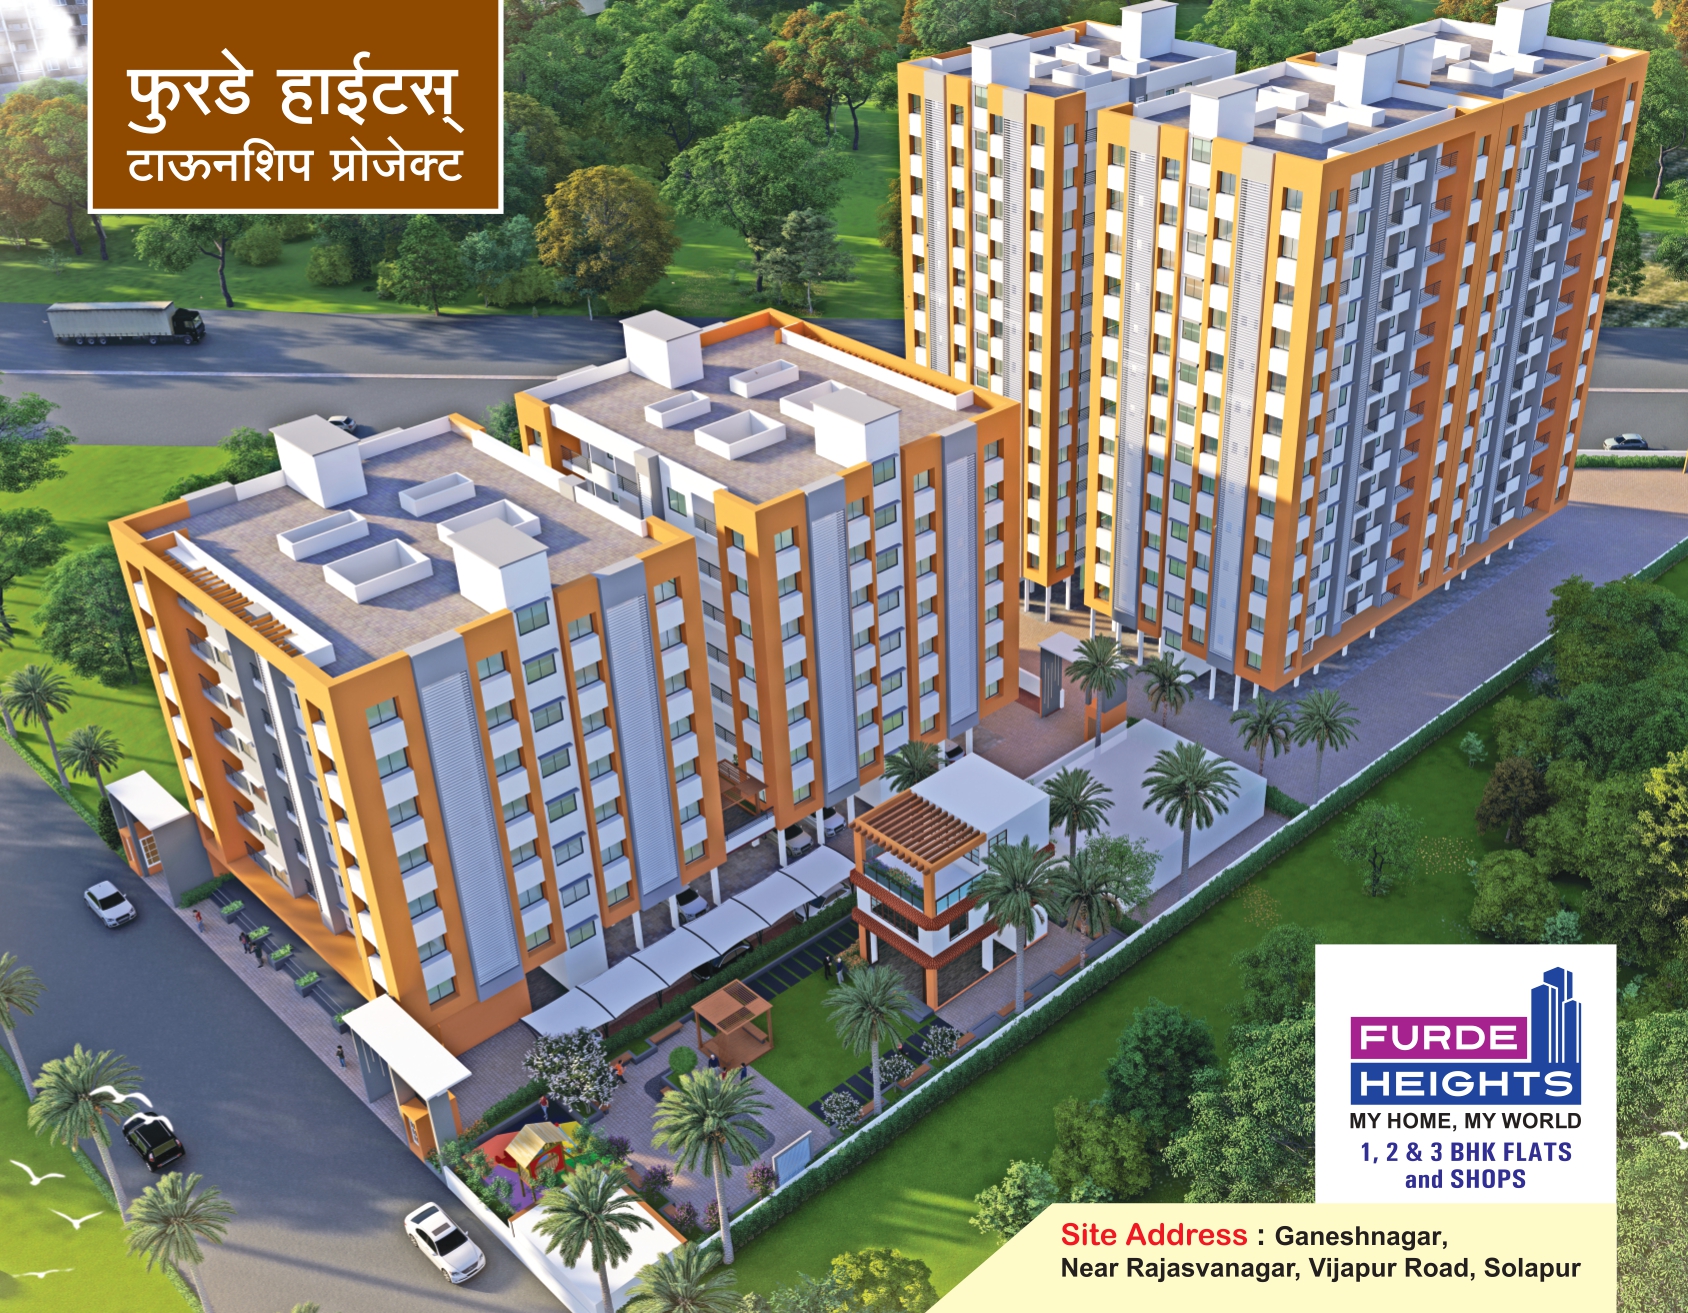 फुरडे हाईटस्
टाऊनशिप प्रोजेक्ट
FURDE
HEIGHTS
MY HOME, MY WORLD
1, 2 & 3 BHK FLATS
and SHOPS
Site Address : Ganeshnagar,
Near Rajasvanagar, Vijapur Road, Solapur